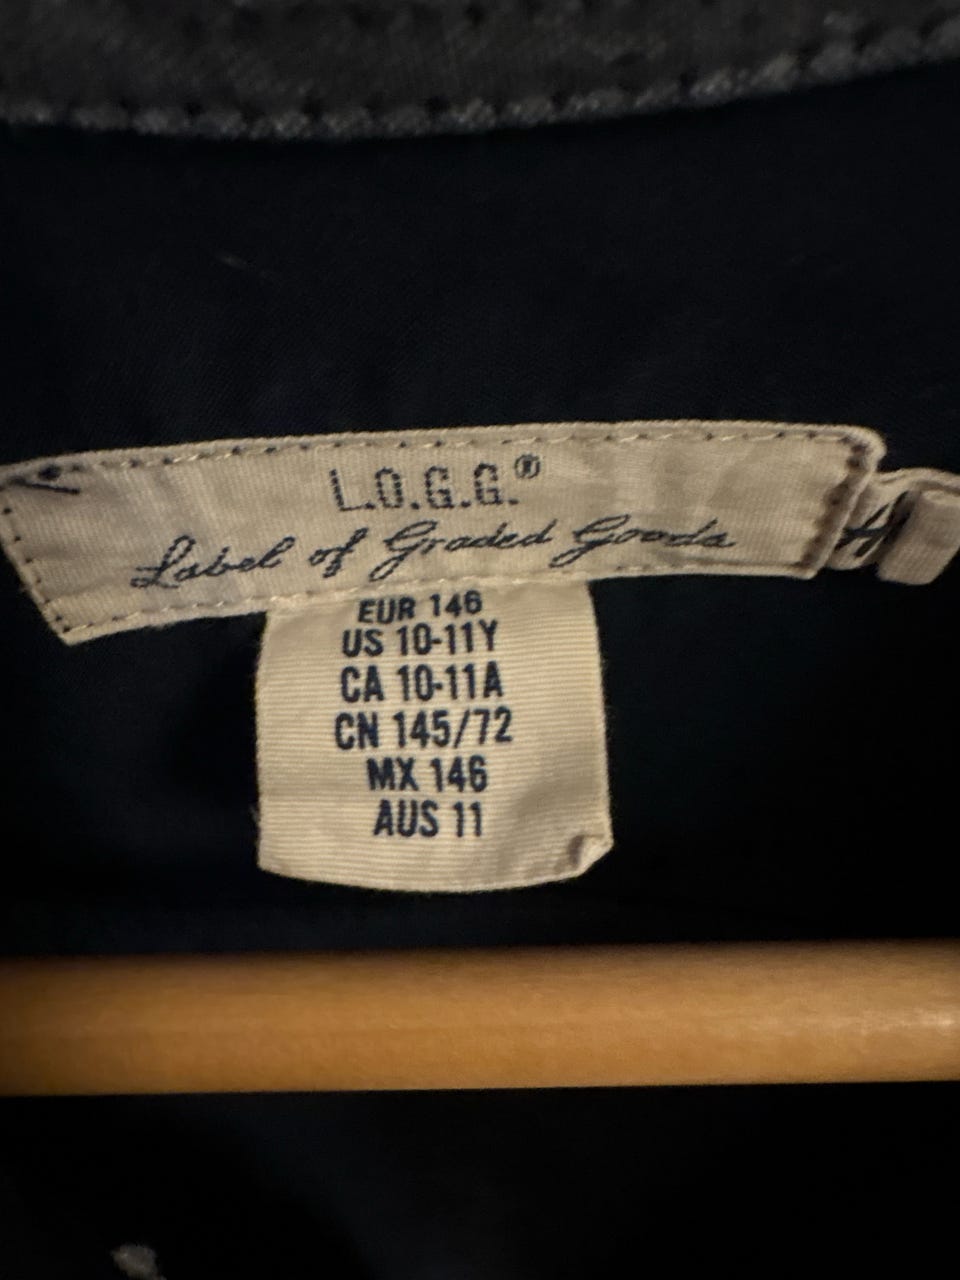 L.O.G.G.®
Label of Graded Goods
EUR 146
US 10-11Y
CA 10-11A
CN 145/72
MX 146
AUS 11